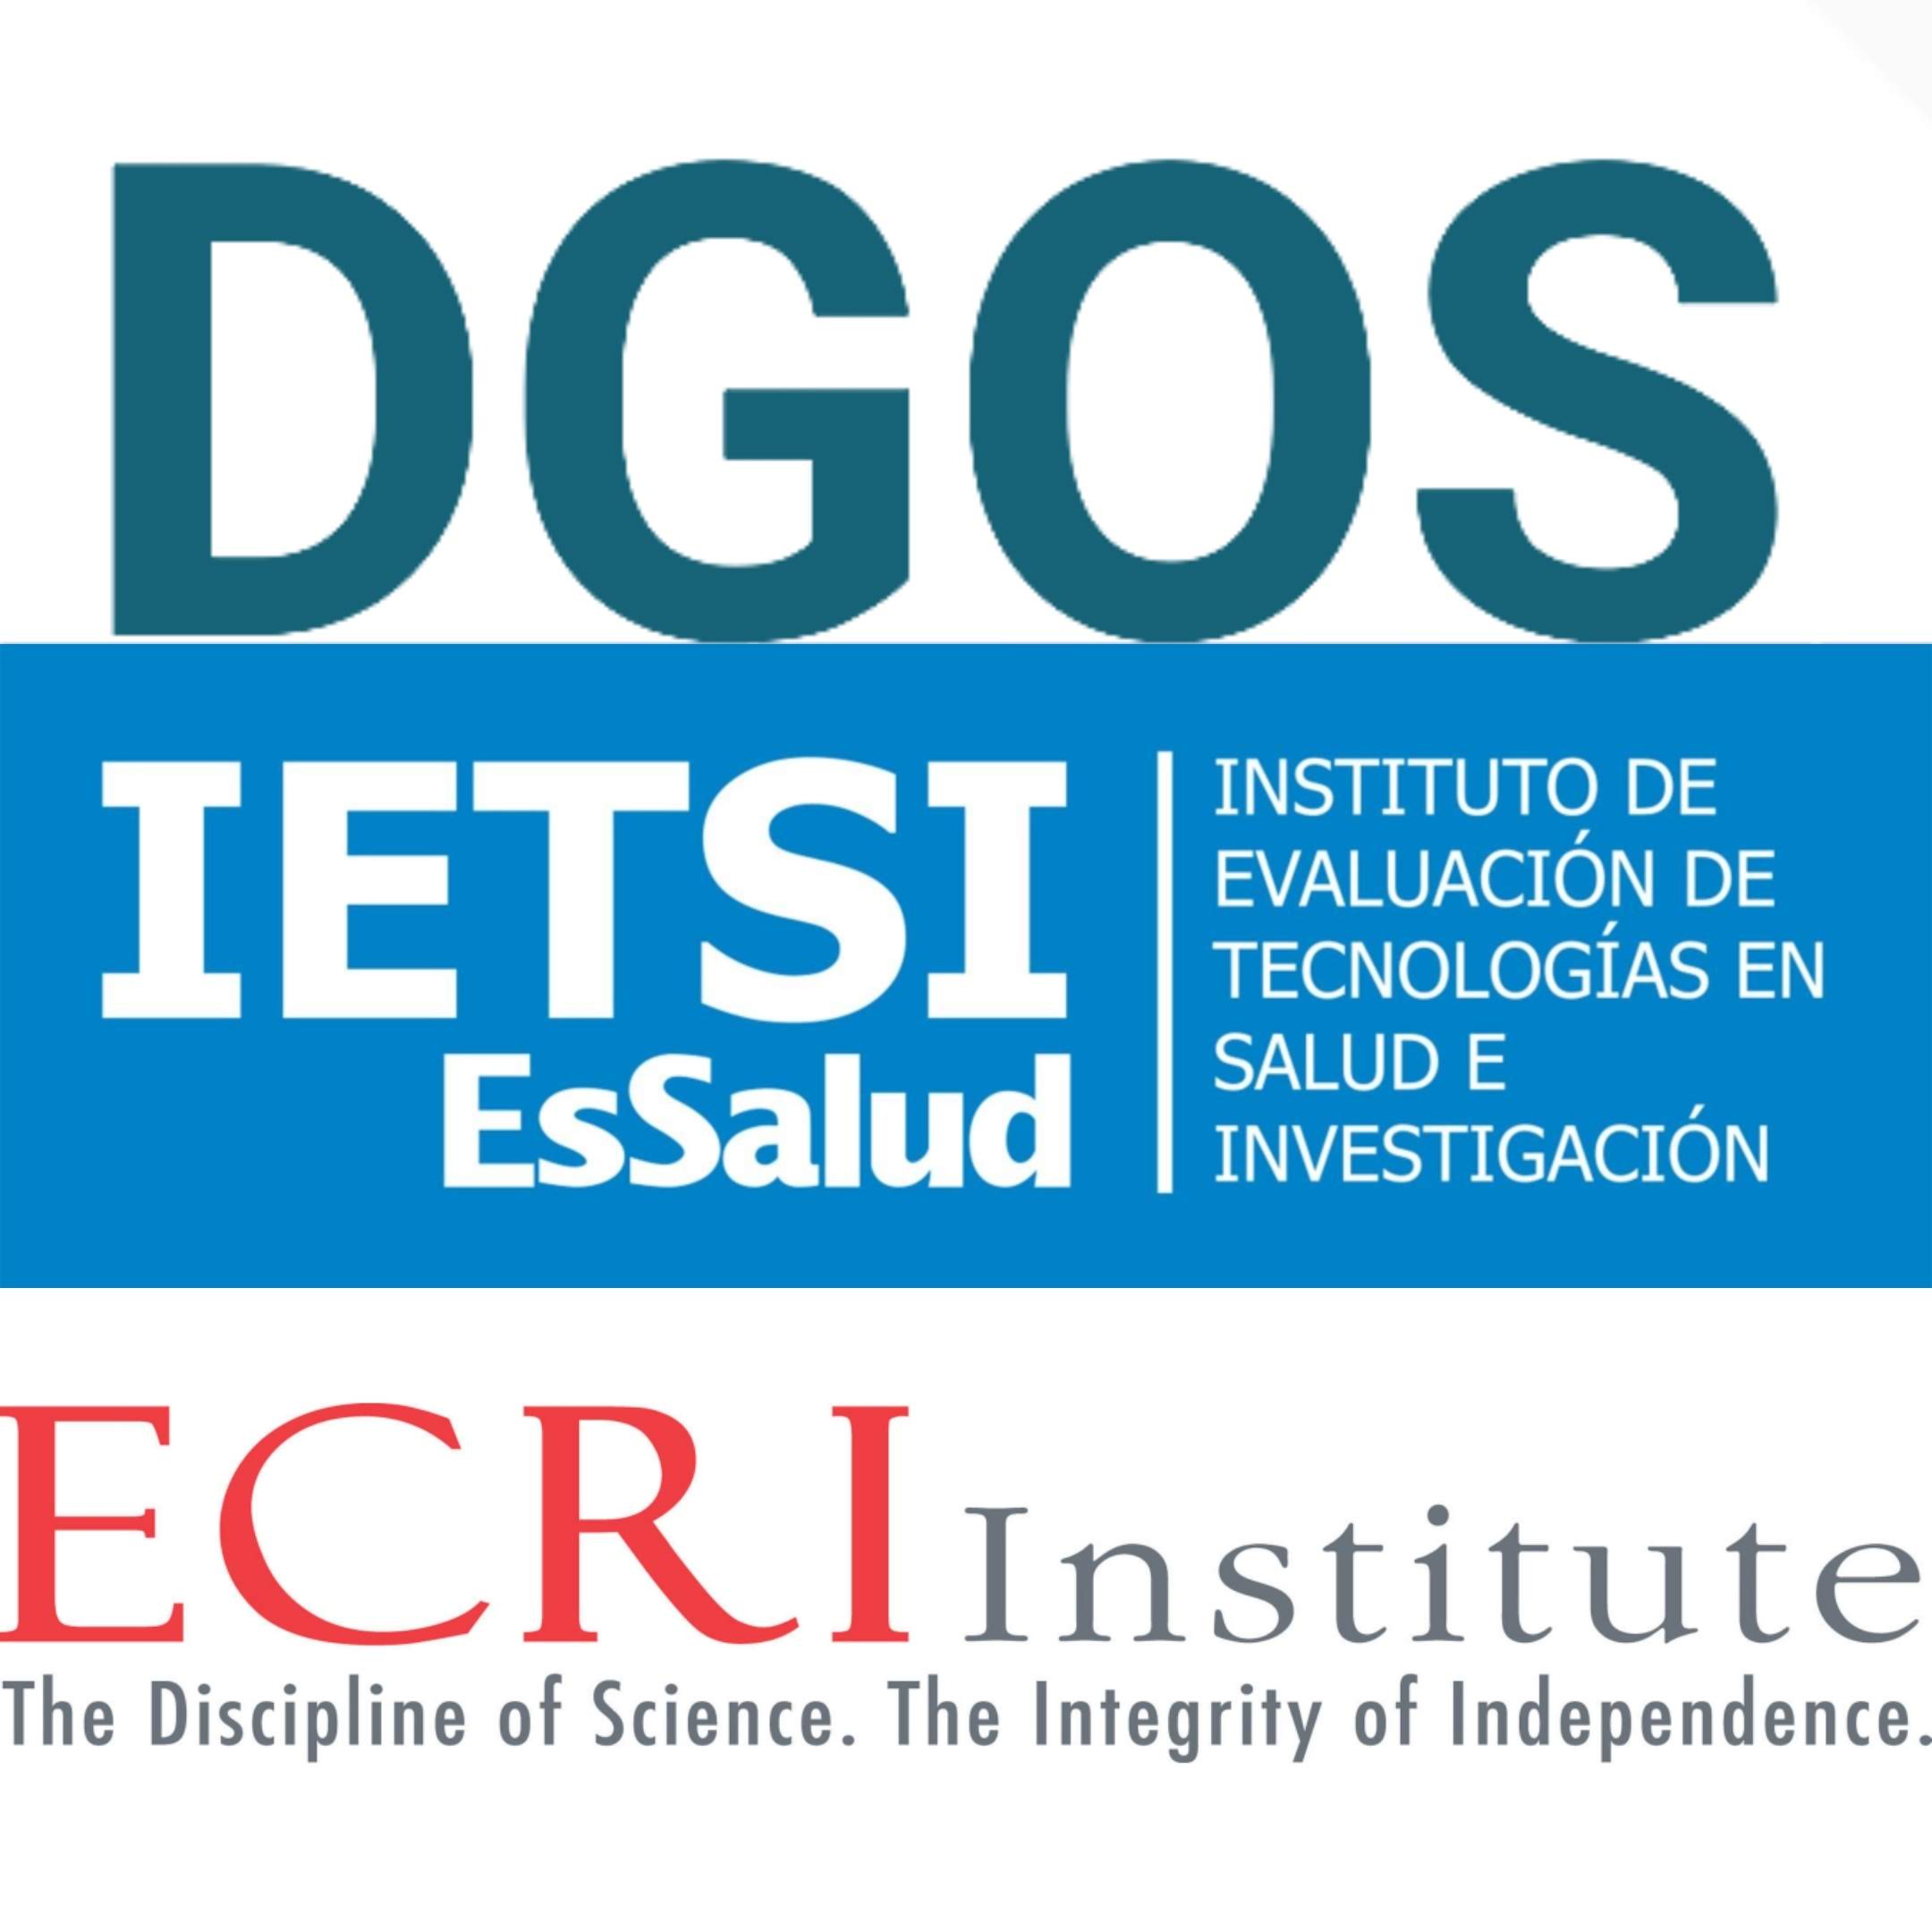 DGOS
IETSI
EsSalud
INSTITUTO DE
EVALUACIÓN DE
TECNOLOGÍAS EN
SALUD E
INVESTIGACIÓN
ECRI Institute
The Discipline of Science. The Integrity of Independence.